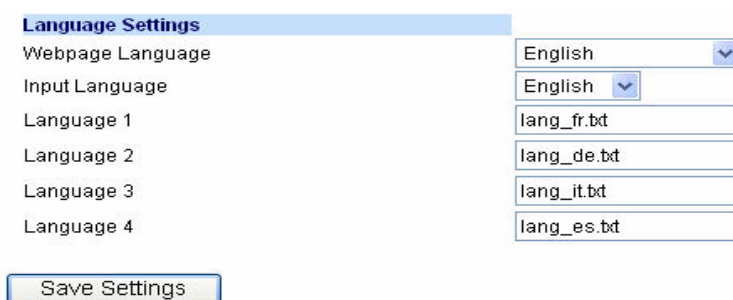 Language Settings
Webpage Language English
Input Language English
Language 1 lang_fr.txt
Language 2 lang_de.txt
Language 3 lang_it.txt
Language 4 lang_es.txt
Save Settings